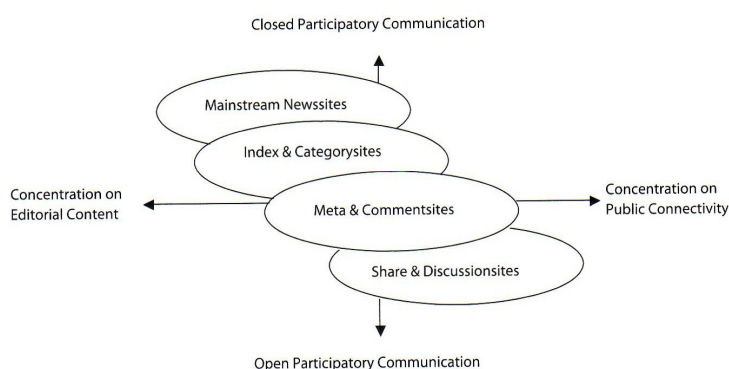 Closed Participatory Communication
Mainstream Newssites
Index & Categorysites
Concentration on
Editorial Content
Meta & Commentsites
Concentration on
Public Connectivity
Share & Discussionsites
Open Participatory Communication